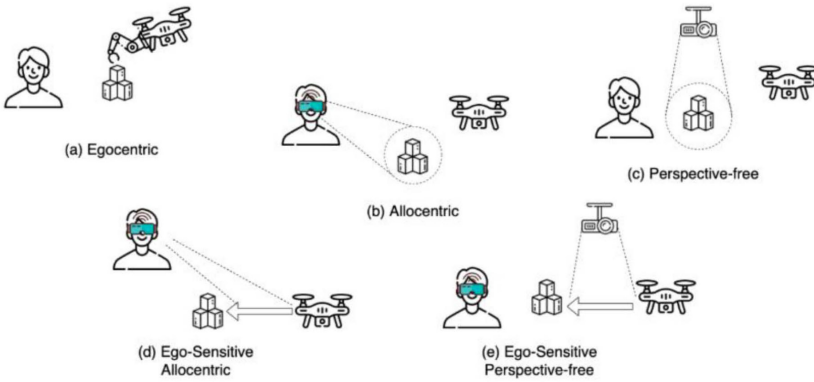 (a) Egocentric
(b) Allocentric
(c) Perspective-free
(d) Ego-Sensitive
Allocentric
(e) Ego-Sensitive
Perspective-free